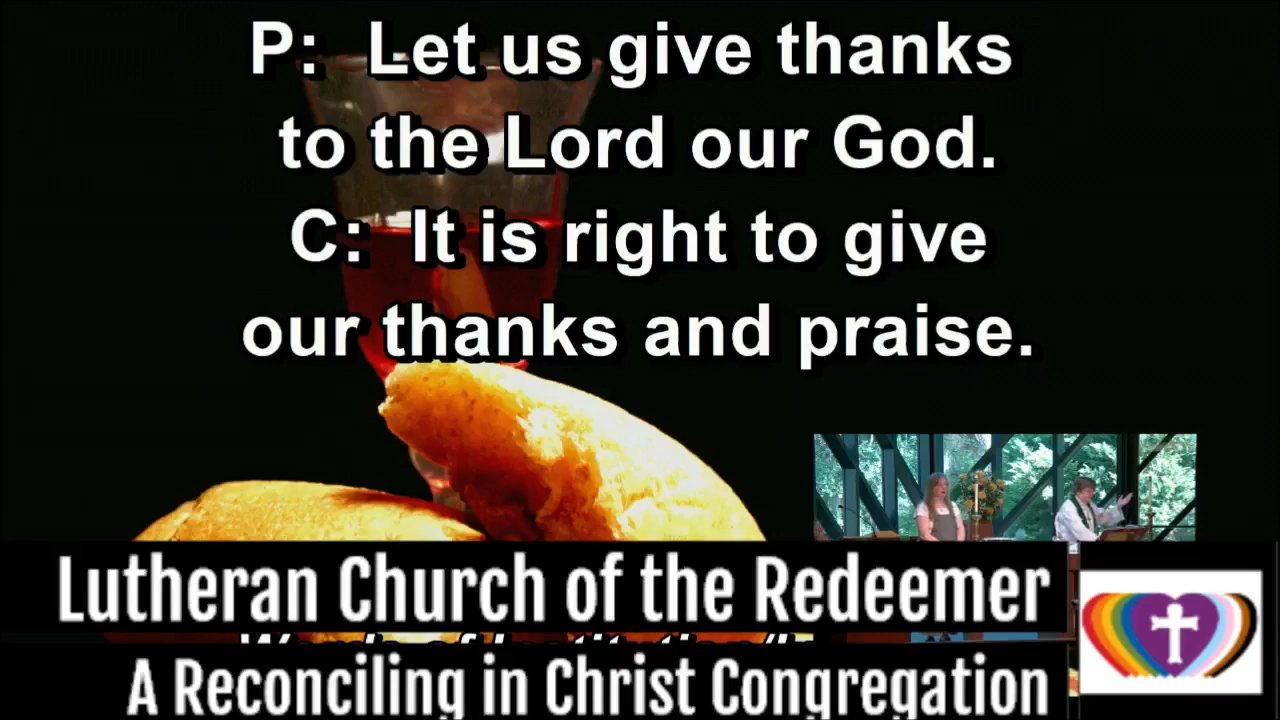 P: Let us give thanks
to the Lord our God.
C: It is right to give
our thanks and praise.
Lutheran Church of the Redeemer
A Reconciling in Christ Congregation